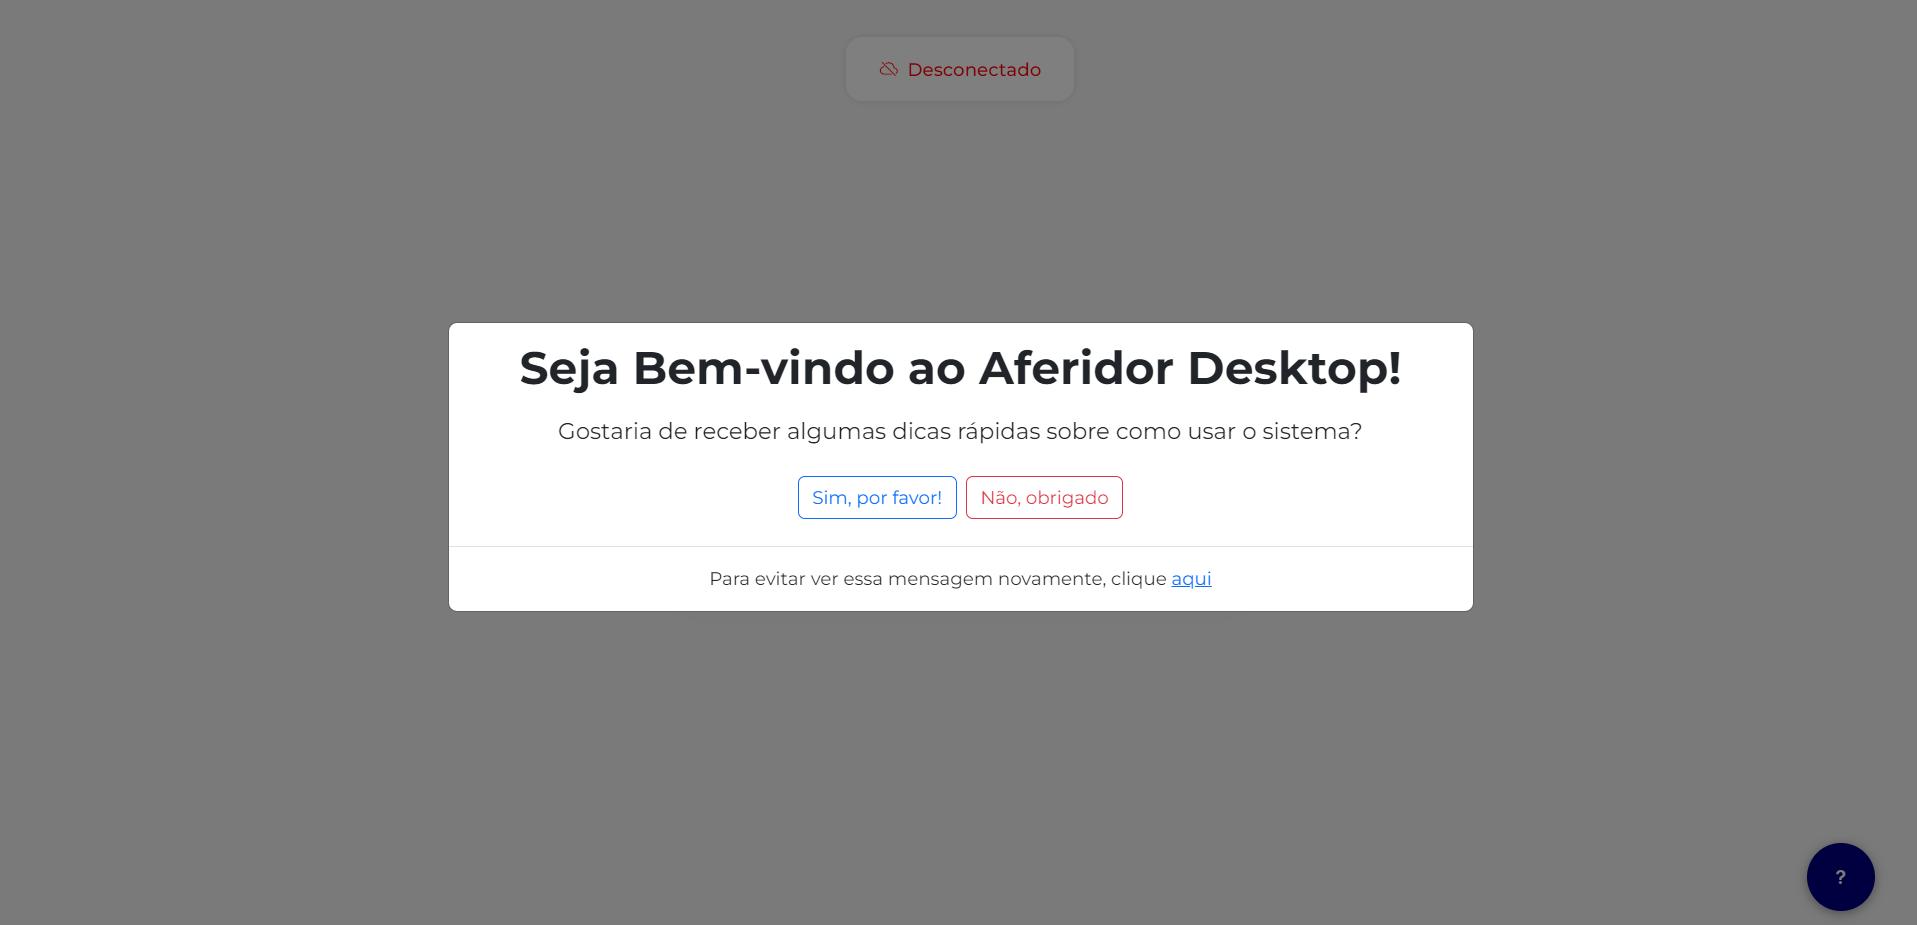 Desconectado
Seja Bem-vindo ao Aferidor Desktop!
Gostaria de receber algumas dicas rápidas sobre como usar o sistema?
Sim, por favor! Não, obrigado
Para evitar ver essa mensagem novamente, clique aqui
?